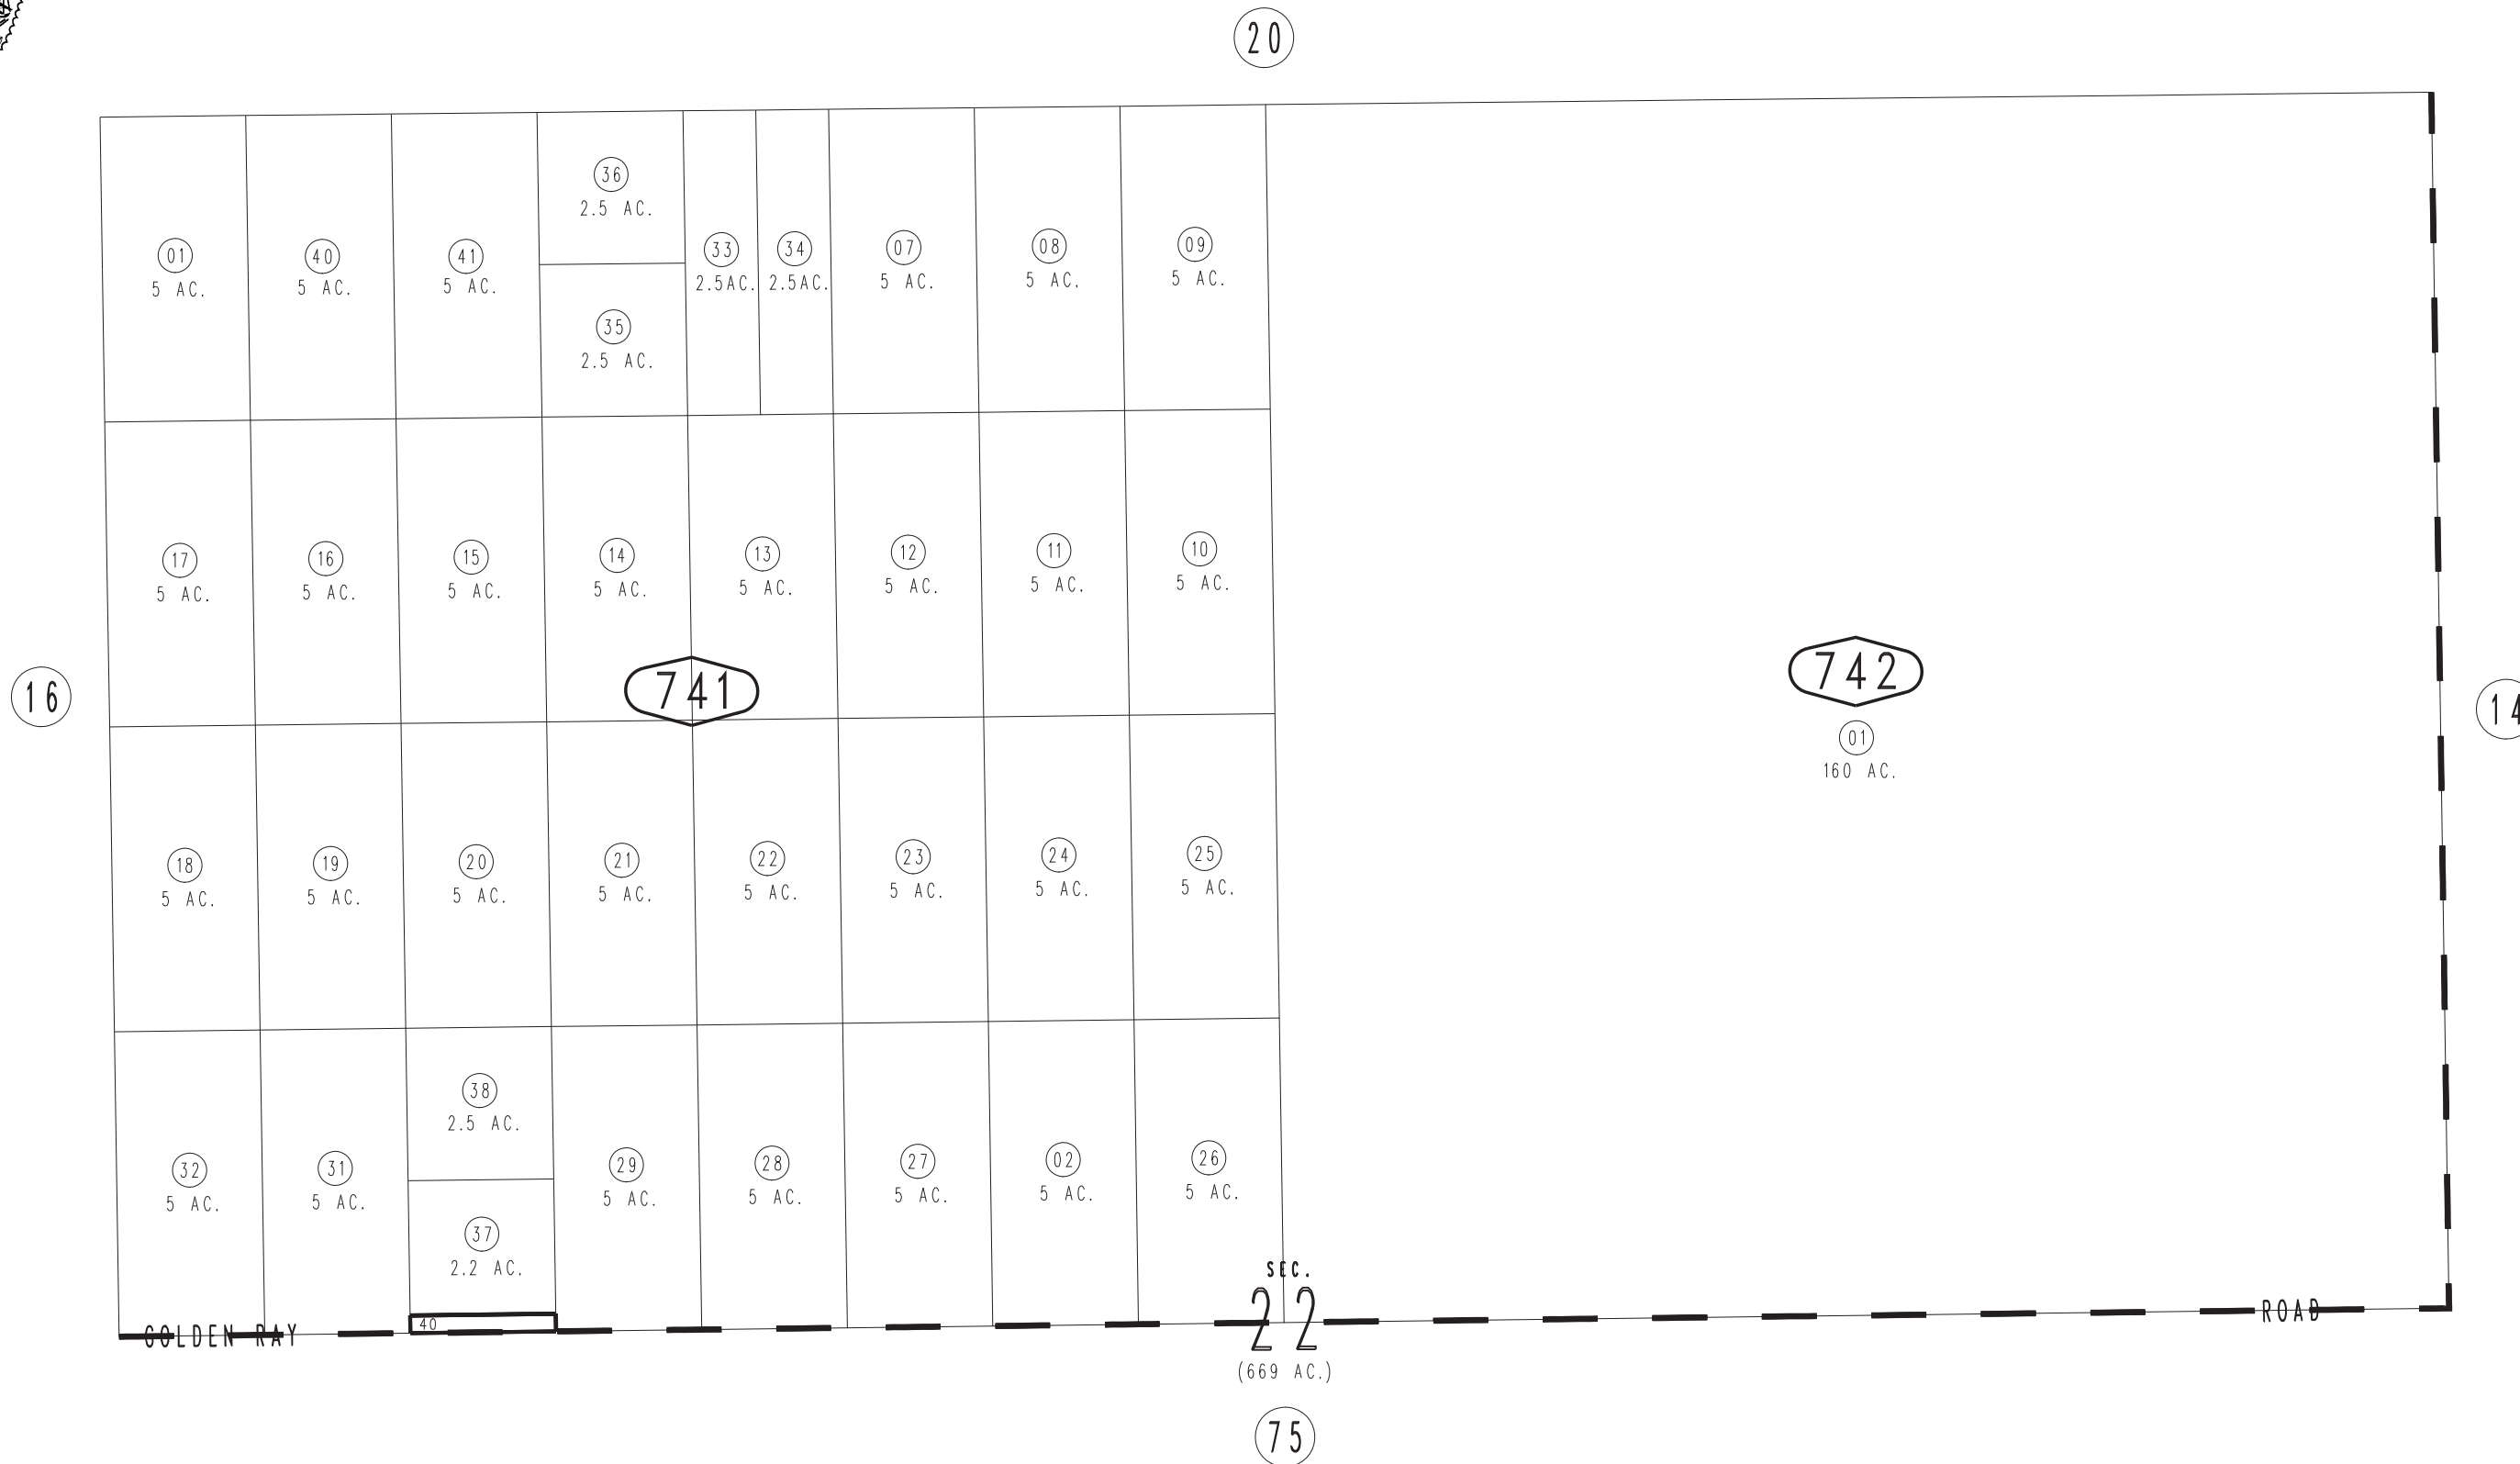 20
36
2.5 AC.
01
5 AC.
40
5 AC.
41
5 AC.
35
2.5 AC.
33
2.5AC.
34
2.5AC.
07
5 AC.
08
5 AC.
09
5 AC.
17
5 AC.
16
5 AC.
15
5 AC.
14
5 AC.
13
5 AC.
12
5 AC.
11
5 AC.
10
5 AC.
16
741
742
01
160 AC.
14
18
5 AC.
19
5 AC.
20
5 AC.
21
5 AC.
22
5 AC.
23
5 AC.
24
5 AC.
25
5 AC.
38
2.5 AC.
32
5 AC.
31
5 AC.
37
2.2 AC.
29
5 AC.
28
5 AC.
27
5 AC.
02
5 AC.
26
5 AC.
40
GOLDEN RAY ROAD
SEC.
22
(669 AC.)
75